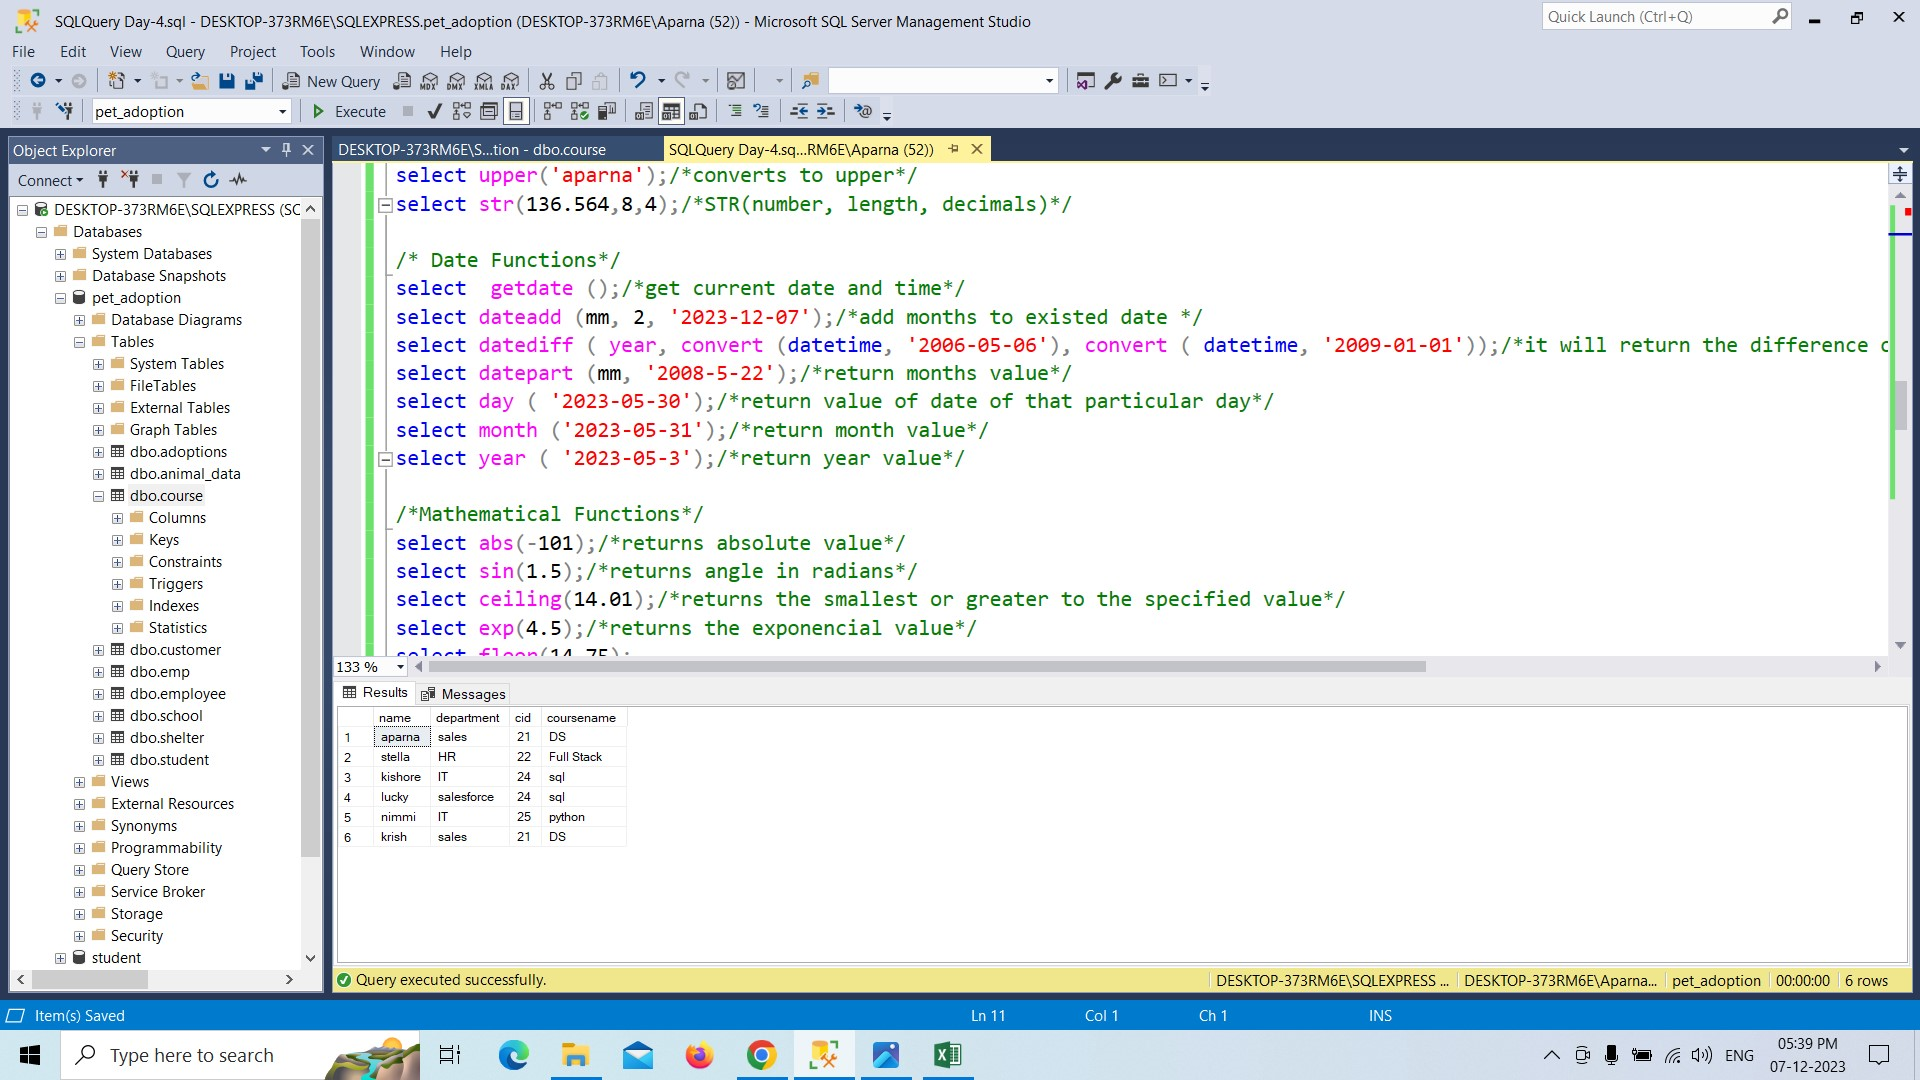 SQLQuery Day-4.sql - DESKTOP-373RM6E\SQLEXPRESS.pet_adoption (DESKTOP-373RM6E\Aparna (52)) - Microsoft SQL Server Management Studio
Quick Launch (Ctrl+Q)
File Edit View Query Project Tools Window Help
New Query MDX DMX XMLA DAX
pet_adoption Execute
Object Explorer
Connect
DESKTOP-373RM6E\SQLEXPRESS (SC
Databases
System Databases
Database Snapshots
pet_adoption
Database Diagrams
Tables
System Tables
FileTables
External Tables
Graph Tables
dbo.adoptions
dbo.animal_data
dbo.course
Columns
Keys
Constraints
Triggers
Indexes
Statistics
dbo.customer
dbo.emp
dbo.employee
dbo.school
dbo.shelter
dbo.student
Views
External Resources
Synonyms
Programmability
Query Store
Service Broker
Storage
Security
student
DESKTOP-373RM6E\S...tion - dbo.course
SQLQuery Day-4.sq...RM6E\Aparna (52))
select upper('aparna');/*converts to upper*/
select str(136.564,8,4);/*STR(number, length, decimals)*/
/* Date Functions*/
select  getdate ();/*get current date and time*/
select dateadd (mm, 2, '2023-12-07');/*add months to existed date */
select datediff ( year, convert (datetime, '2006-05-06'), convert ( datetime, '2009-01-01'));/*it will return the difference
select datepart (mm, '2008-5-22');/*return months value*/
select day ( '2023-05-30');/*return value of date of that particular day*/
select month ('2023-05-31');/*return month value*/
select year ( '2023-05-3');/*return year value*/
/*Mathematical Functions*/
select abs(-101);/*returns absolute value*/
select sin(1.5);/*returns angle in radians*/
select ceiling(14.01);/*returns the smallest or greater to the specified value*/
select exp(4.5);/*returns the exponencial value*/
select floor(14.75);
133 %
Results Messages
name department cid coursename
1 aparna sales 21 DS
2 stella HR 22 Full Stack
3 kishore IT 24 sql
4 lucky salesforce 24 sql
5 nimmi IT 25 python
6 krish sales 21 DS
Query executed successfully. DESKTOP-373RM6E\SQLEXPRESS ... DESKTOP-373RM6E\Aparna... pet_adoption 00:00:00 6 rows
Item(s) Saved Ln 11 Col 1 Ch 1 INS
Type here to search
ENG
05:39 PM
07-12-2023